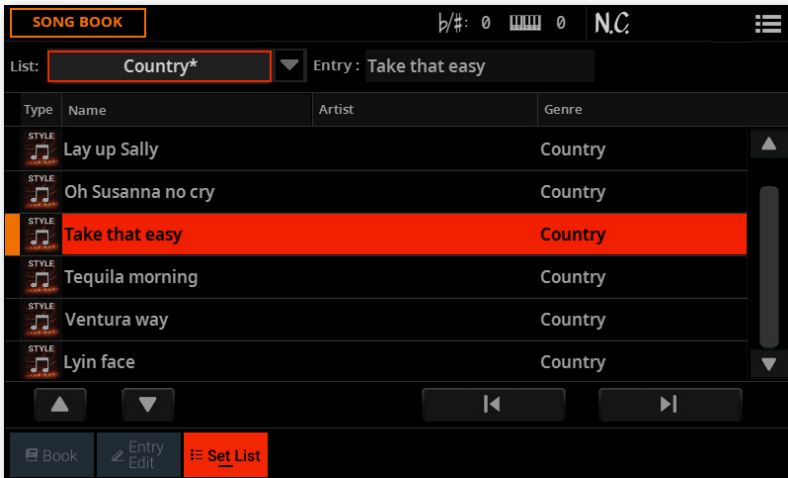 SONG BOOK ♭/#: 0 0 N.C.
List: Country* Entry : Take that easy
Type Name Artist Genre
STYLE Lay up Sally Country
STYLE Oh Susanna no cry Country
STYLE Take that easy Country
STYLE Tequila morning Country
STYLE Ventura way Country
STYLE Lyin face Country
Book Entry Edit Set List